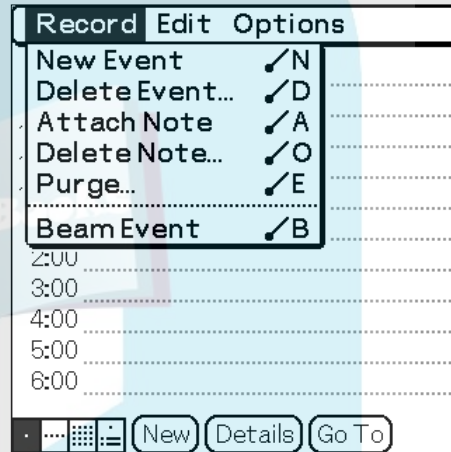 Record Edit Options
New Event /N
Delete Event... /D
Attach Note /A
Delete Note... /O
Purge... /E
Beam Event /B
2:00
3:00
4:00
5:00
6:00
New Details Go To